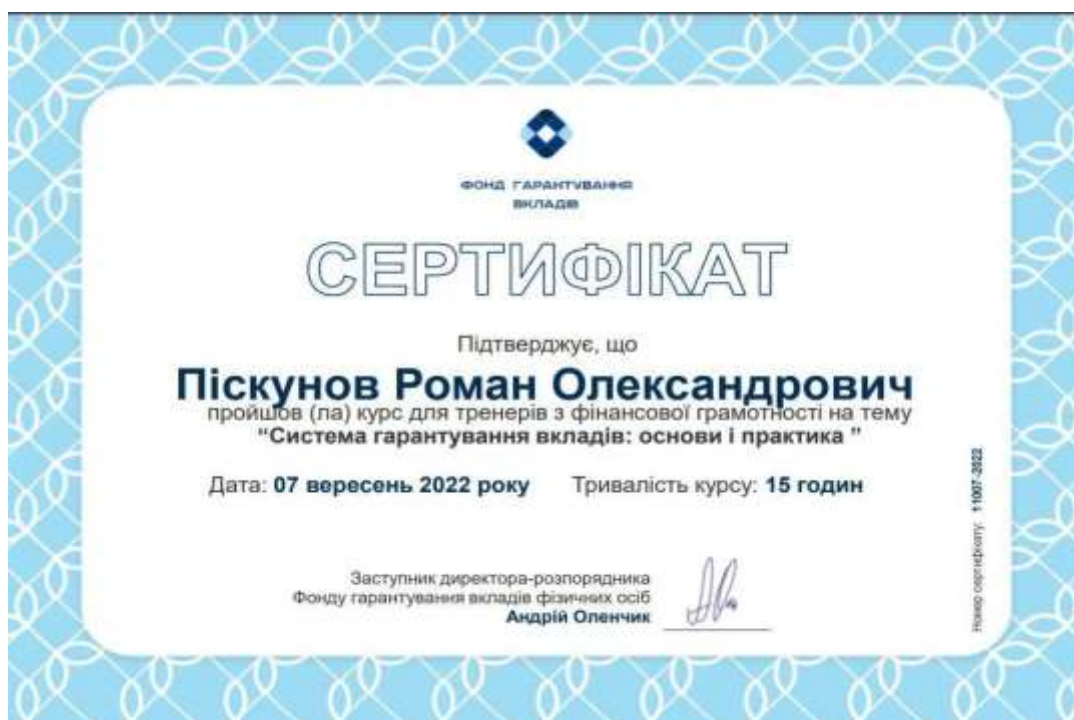 ФОНД ГАРАНТУВАННЯ
ВКЛАДІВ
СЕРТИФІКАТ
Підтверджує, що
Піскунов Роман Олександрович
пройшов (ла) курс для тренерів з фінансової грамотності на тему
“Система гарантування вкладів: основи і практика ”
Дата: 07 вересень 2022 року Тривалість курсу: 15 годин
Заступник директора-розпорядника
Фонду гарантування вкладів фізичних осіб
Андрій Оленчик
Номер сертифікату: 11007-2022